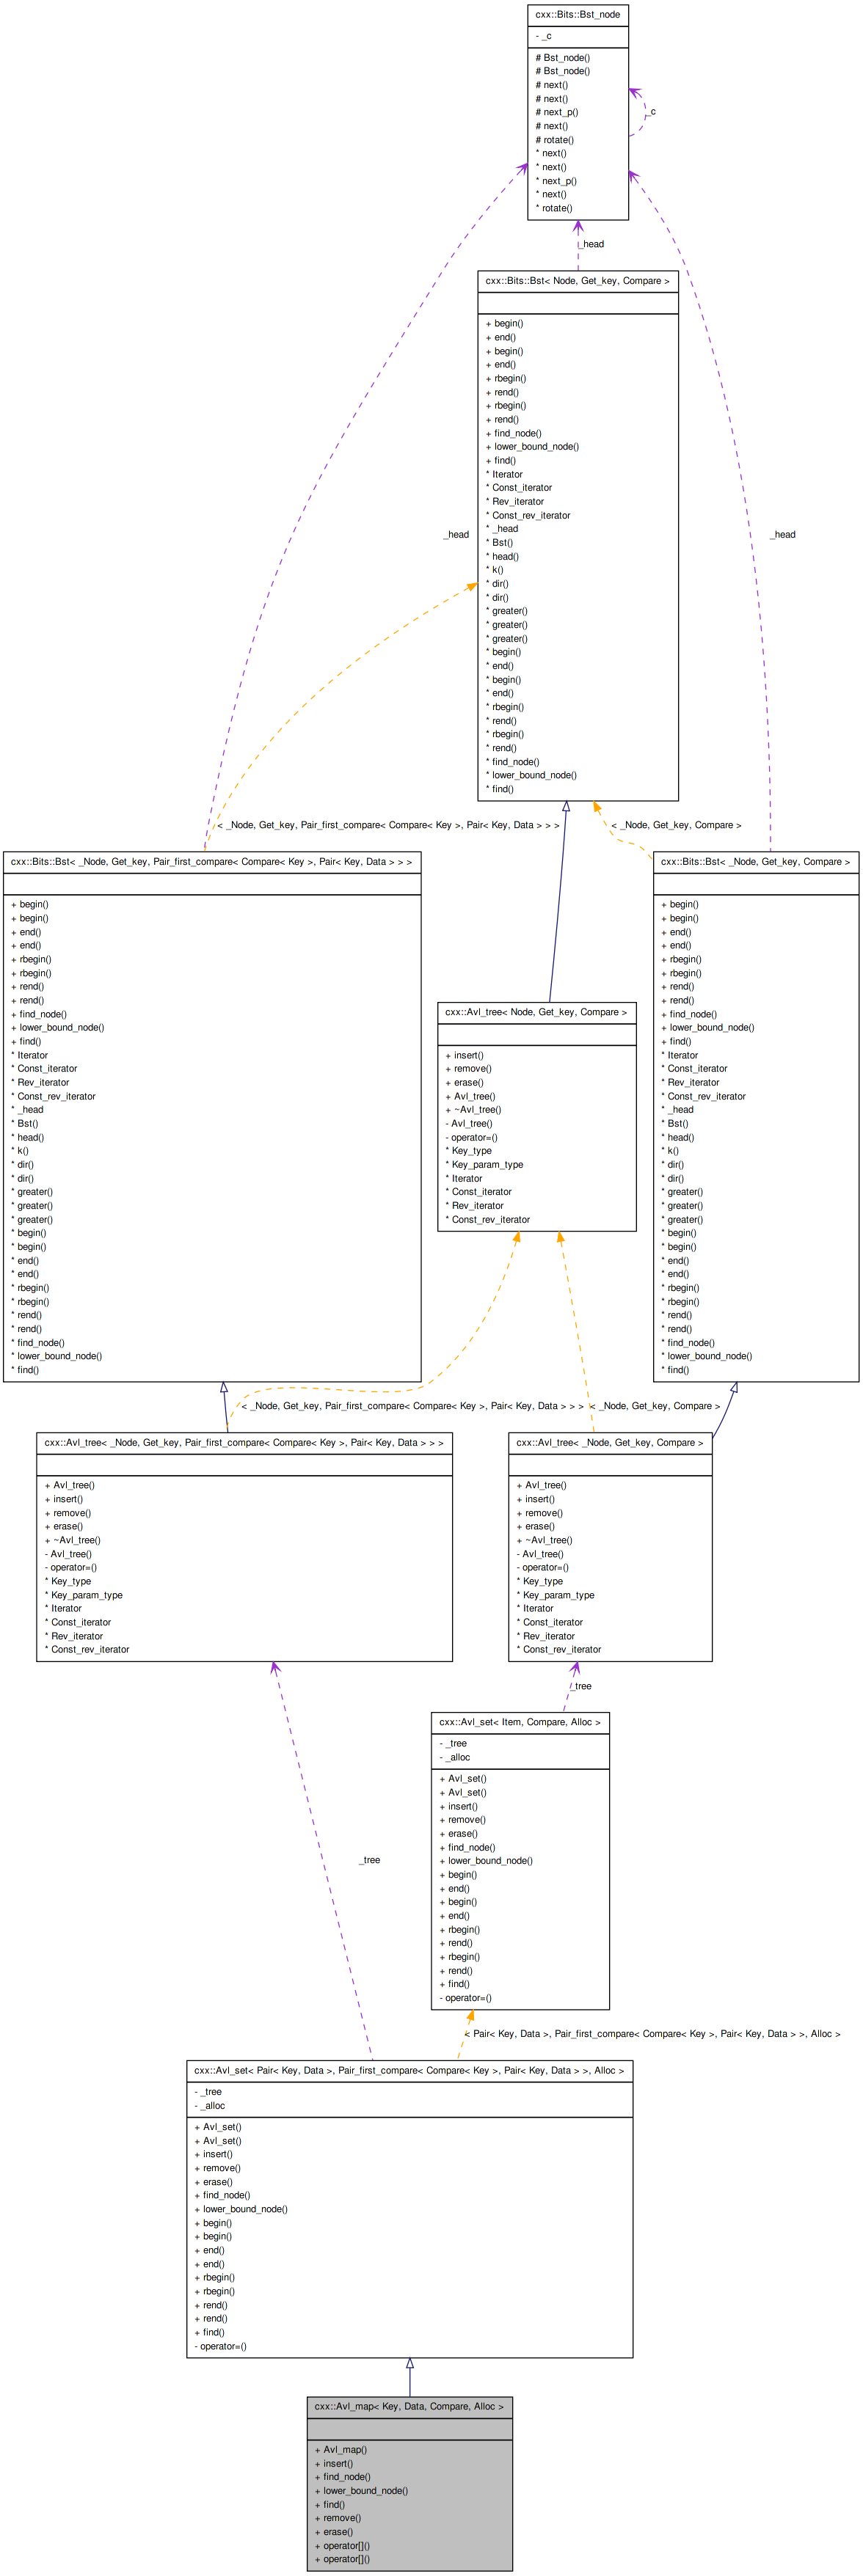 cxx::Bits::Bst_node
- _c
# Bst_node()
# Bst_node()
# next()
# next()
# next_p()
# next()
# rotate()
* next()
* next()
* next_p()
* next()
* rotate()
_c
_head
cxx::Bits::Bst< Node, Get_key, Compare >
+ begin()
+ end()
+ begin()
+ end()
+ rbegin()
+ rend()
+ rbegin()
+ rend()
+ find_node()
+ lower_bound_node()
+ find()
* Iterator
* Const_iterator
* Rev_iterator
* Const_rev_iterator
* _head
* Bst()
* head()
* k()
* dir()
* dir()
* greater()
* greater()
* greater()
* begin()
* end()
* begin()
* end()
* rbegin()
* rend()
* rbegin()
* rend()
* find_node()
* lower_bound_node()
* find()
_head
_head
< _Node, Get_key, Pair_first_compare< Compare< Key >, Pair< Key, Data > > >
< _Node, Get_key, Compare >
cxx::Bits::Bst< _Node, Get_key, Pair_first_compare< Compare< Key >, Pair< Key, Data > > >
+ begin()
+ begin()
+ end()
+ end()
+ rbegin()
+ rbegin()
+ rend()
+ rend()
+ find_node()
+ lower_bound_node()
+ find()
* Iterator
* Const_iterator
* Rev_iterator
* Const_rev_iterator
* _head
* Bst()
* head()
* k()
* dir()
* dir()
* greater()
* greater()
* greater()
* begin()
* begin()
* end()
* end()
* rbegin()
* rbegin()
* rend()
* rend()
* find_node()
* lower_bound_node()
* find()
cxx::Avl_tree< Node, Get_key, Compare >
+ insert()
+ remove()
+ erase()
+ Avl_tree()
+ ~Avl_tree()
- Avl_tree()
- operator=()
* Key_type
* Key_param_type
* Iterator
* Const_iterator
* Rev_iterator
* Const_rev_iterator
cxx::Bits::Bst< _Node, Get_key, Compare >
+ begin()
+ begin()
+ end()
+ end()
+ rbegin()
+ rbegin()
+ rend()
+ rend()
+ find_node()
+ lower_bound_node()
+ find()
* Iterator
* Const_iterator
* Rev_iterator
* Const_rev_iterator
* _head
* Bst()
* head()
* k()
* dir()
* dir()
* greater()
* greater()
* greater()
* begin()
* begin()
* end()
* end()
* rbegin()
* rbegin()
* rend()
* rend()
* find_node()
* lower_bound_node()
* find()
< _Node, Get_key, Pair_first_compare< Compare< Key >, Pair< Key, Data > > >
< _Node, Get_key, Compare >
cxx::Avl_tree< _Node, Get_key, Pair_first_compare< Compare< Key >, Pair< Key, Data > > >
+ Avl_tree()
+ insert()
+ remove()
+ erase()
+ ~Avl_tree()
- Avl_tree()
- operator=()
* Key_type
* Key_param_type
* Iterator
* Const_iterator
* Rev_iterator
* Const_rev_iterator
cxx::Avl_tree< _Node, Get_key, Compare >
+ Avl_tree()
+ insert()
+ remove()
+ erase()
+ ~Avl_tree()
- Avl_tree()
- operator=()
* Key_type
* Key_param_type
* Iterator
* Const_iterator
* Rev_iterator
* Const_rev_iterator
_tree
cxx::Avl_set< Item, Compare, Alloc >
- _tree
- _alloc
+ Avl_set()
+ Avl_set()
+ insert()
+ remove()
+ erase()
+ find_node()
+ lower_bound_node()
+ begin()
+ end()
+ begin()
+ end()
+ rbegin()
+ rend()
+ rbegin()
+ rend()
+ find()
- operator=()
_tree
< Pair< Key, Data >, Pair_first_compare< Compare< Key >, Pair< Key, Data > >, Alloc >
cxx::Avl_set< Pair< Key, Data >, Pair_first_compare< Compare< Key >, Pair< Key, Data > >, Alloc >
- _tree
- _alloc
+ Avl_set()
+ Avl_set()
+ insert()
+ remove()
+ erase()
+ find_node()
+ lower_bound_node()
+ begin()
+ begin()
+ end()
+ end()
+ rbegin()
+ rbegin()
+ rend()
+ rend()
+ find()
- operator=()
cxx::Avl_map< Key, Data, Compare, Alloc >
+ Avl_map()
+ insert()
+ find_node()
+ lower_bound_node()
+ find()
+ remove()
+ erase()
+ operator[]()
+ operator[]()